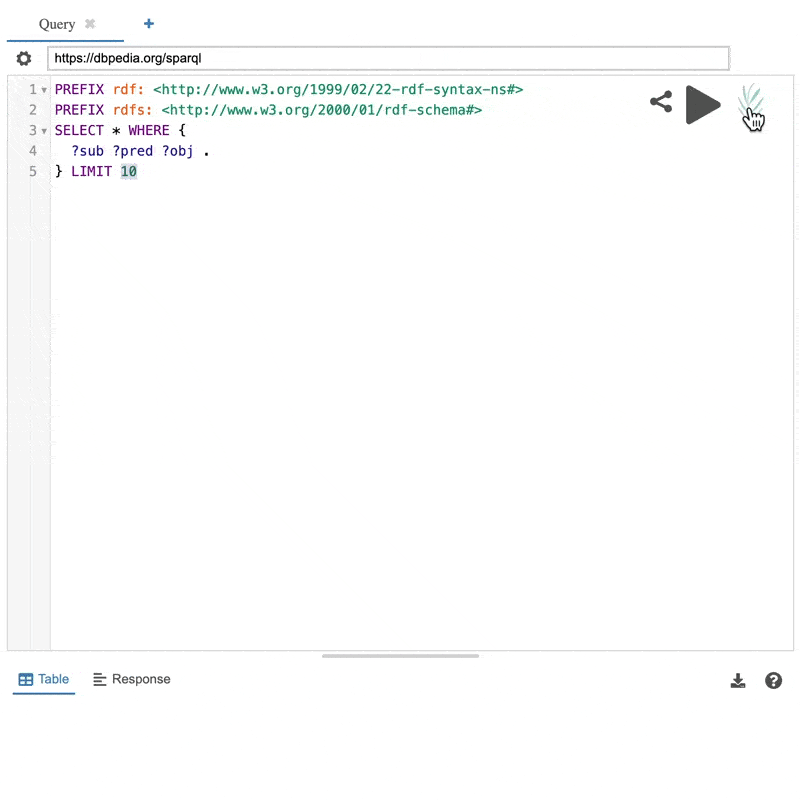 Query
https://dbpedia.org/sparql
1 PREFIX rdf: <http://www.w3.org/1999/02/22-rdf-syntax-ns#>
2 PREFIX rdfs: <http://www.w3.org/2000/01/rdf-schema#>
3 SELECT * WHERE {
4 ?sub ?pred ?obj .
5 } LIMIT 10
Table Response